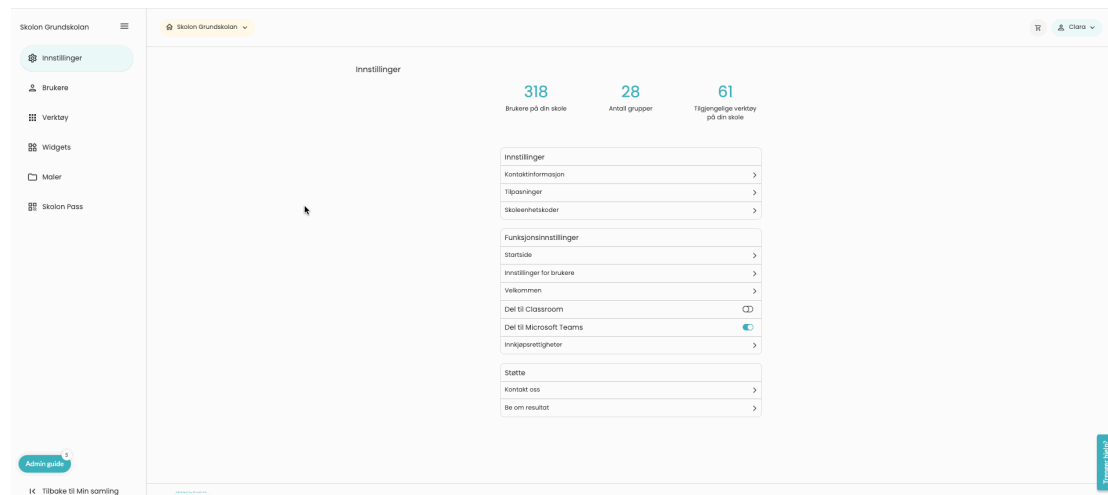 Skolon Grundskolan
Innstillinger
Brukere
Verktøy
Widgets
Maler
Skolon Pass
5
Admin guide
Tilbake til Min samling
Skolon Grundskolan
Clara
Innstillinger
318
Brukere på din skole
28
Antall grupper
61
Tilgjengelige verktøy
på din skole
Innstillinger
Kontaktinformasjon
Tilpasninger
Skoleenhetskoder
Funksjonsinnstillinger
Startside
Innstillinger for brukere
Velkommen
Del til Classroom
Del til Microsoft Teams
Innkjøpsrettigheter
Støtte
Kontakt oss
Be om resultat
Trenger hjelp?